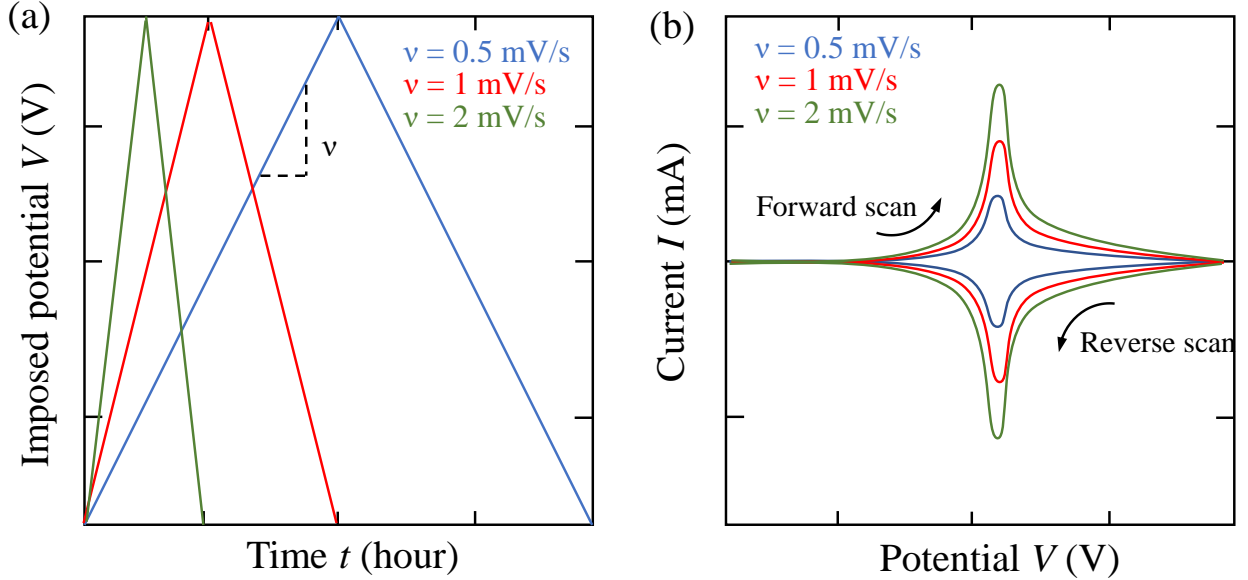 (a)
ν = 0.5 mV/s
ν = 1 mV/s
ν = 2 mV/s
ν
Imposed potential V (V)
Time t (hour)
(b)
ν = 0.5 mV/s
ν = 1 mV/s
ν = 2 mV/s
Forward scan
Reverse scan
Current I (mA)
Potential V (V)